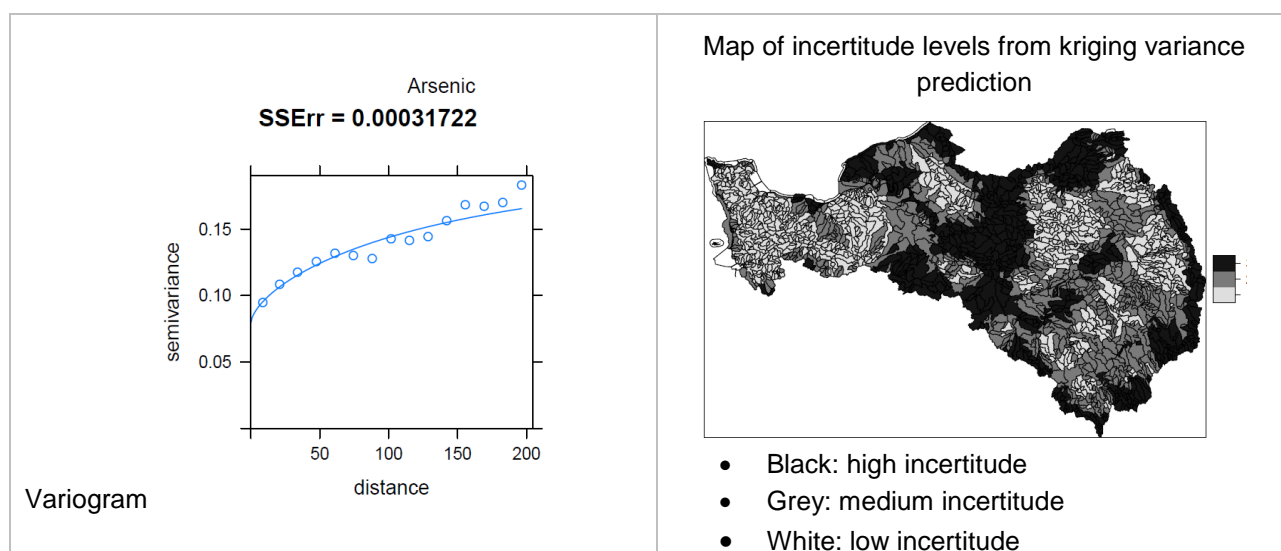 Arsenic
SSErr = 0.00031722
0.15
0.10
0.05
semivariance
50 100 150 200
distance
Variogram
Map of incertitude levels from kriging variance
prediction
• Black: high incertitude
• Grey: medium incertitude
• White: low incertitude